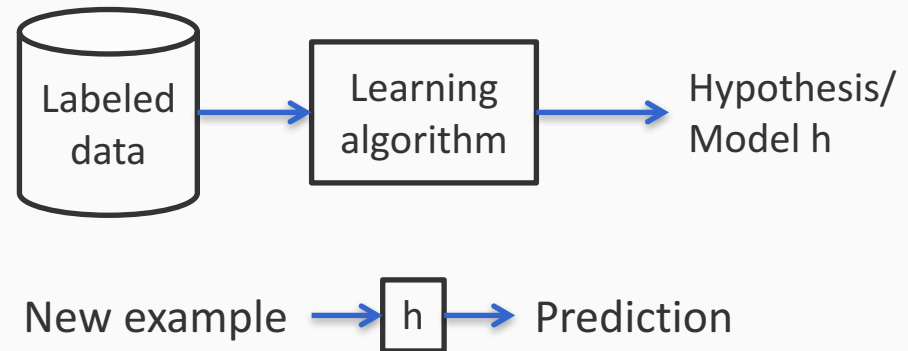 Labeled
data
Learning
algorithm
Hypothesis/
Model h
New example
h
Prediction